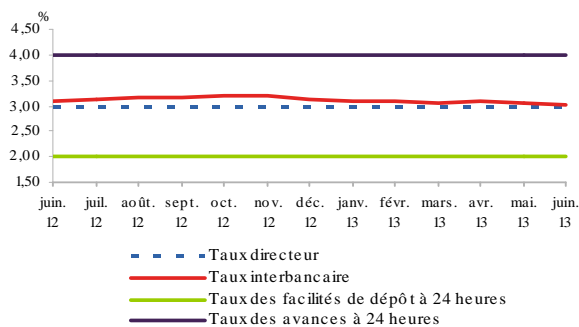 %
4,50
4,00
3,50
3,00
2,50
2,00
1,50
juin. juil. août. sept. oct. nov. déc. janv. févr. mars. avr. mai. juin.
12 12 12 12 12 12 12 13 13 13 13 13 13
Taux directeur
Taux interbancaire
Taux des facilités de dépôt à 24 heures
Taux des avances à 24 heures